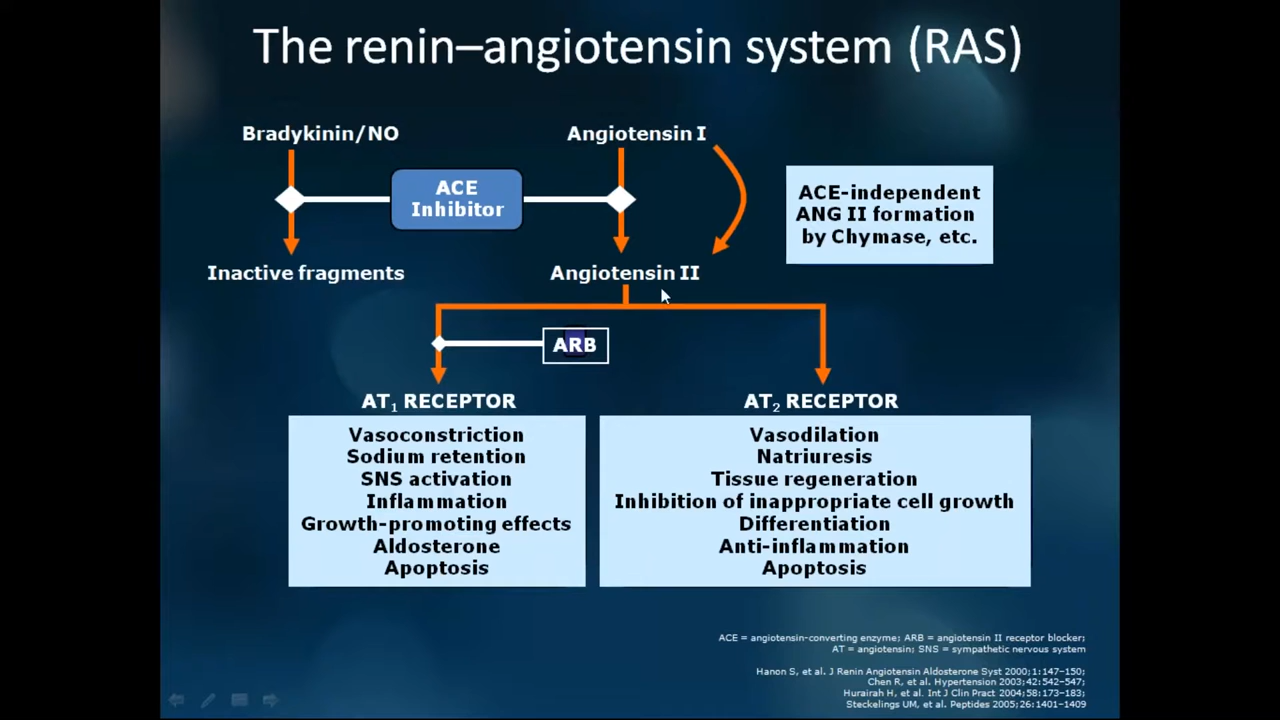 The renin–angiotensin system (RAS)
Bradykinin/NO
Angiotensin I
ACE
Inhibitor
ACE-independent
ANG II formation
by Chymase, etc.
Inactive fragments
Angiotensin II
ARB
AT₁ RECEPTOR
Vasoconstriction
Sodium retention
SNS activation
Inflammation
Growth-promoting effects
Aldosterone
Apoptosis
AT₂ RECEPTOR
Vasodilation
Natriuresis
Tissue regeneration
Inhibition of inappropriate cell growth
Differentiation
Anti-inflammation
Apoptosis
ACE = angiotensin-converting enzyme; ARB = angiotensin II receptor blocker;
AT = angiotensin; SNS = sympathetic nervous system
Hanon S, et al. J Renin Angiotensin Aldosterone Syst 2000;1:147–150;
Chen R, et al. Hypertension 2003;42:542–547;
Hurairah H, et al. Int J Clin Pract 2004;58:173–183;
Steckelings UM, et al. Peptides 2005;26:1401–1409